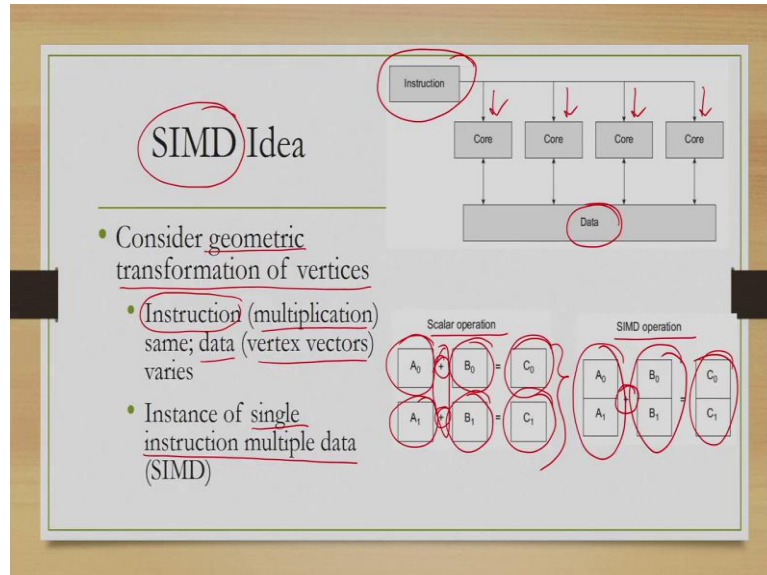 SIMD Idea
• Consider geometric
transformation of vertices
• Instruction (multiplication)
same; data (vertex vectors)
varies
• Instance of single
instruction multiple data
(SIMD)
Instruction
Core Core Core Core
Data
Scalar operation
A0 + B0 = C0
A1 + B1 = C1
SIMD operation
A0 B0 C0
+ =
A1 B1 C1